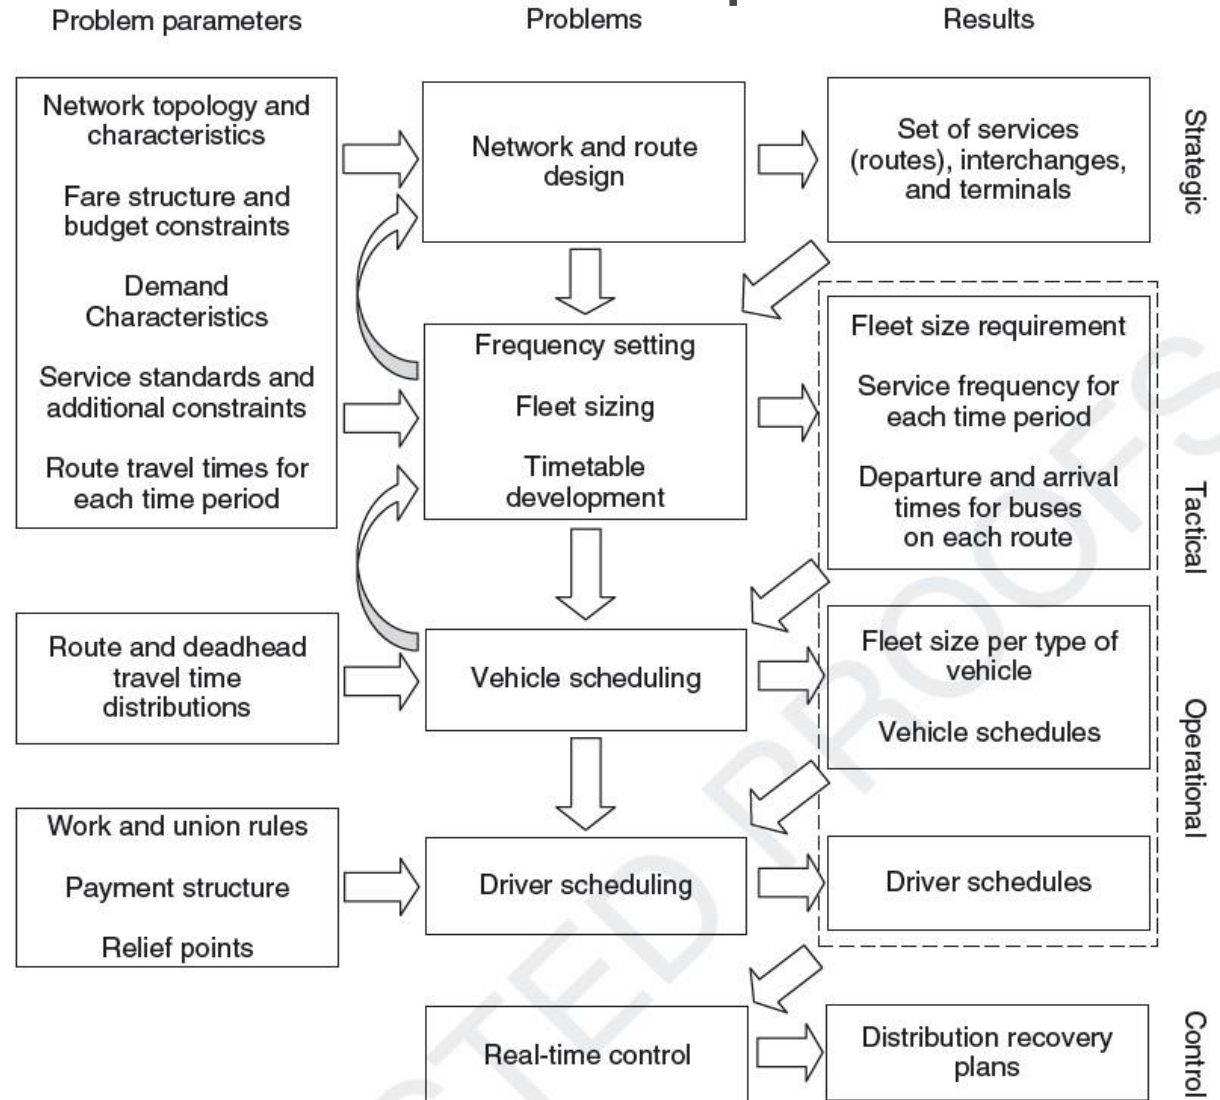 Problem parameters
Problems
Results
Network topology and
characteristics
Fare structure and
budget constraints
Demand
Characteristics
Service standards and
additional constraints
Route travel times for
each time period
Network and route
design
Set of services
(routes), interchanges,
and terminals
Strategic
Frequency setting
Fleet sizing
Timetable
development
Fleet size requirement
Service frequency for
each time period
Departure and arrival
times for buses
on each route
Tactical
Route and deadhead
travel time
distributions
Vehicle scheduling
Fleet size per type of
vehicle
Vehicle schedules
Operational
Work and union rules
Payment structure
Relief points
Driver scheduling
Driver schedules
Real-time control
Distribution recovery
plans
Control
PROOFS